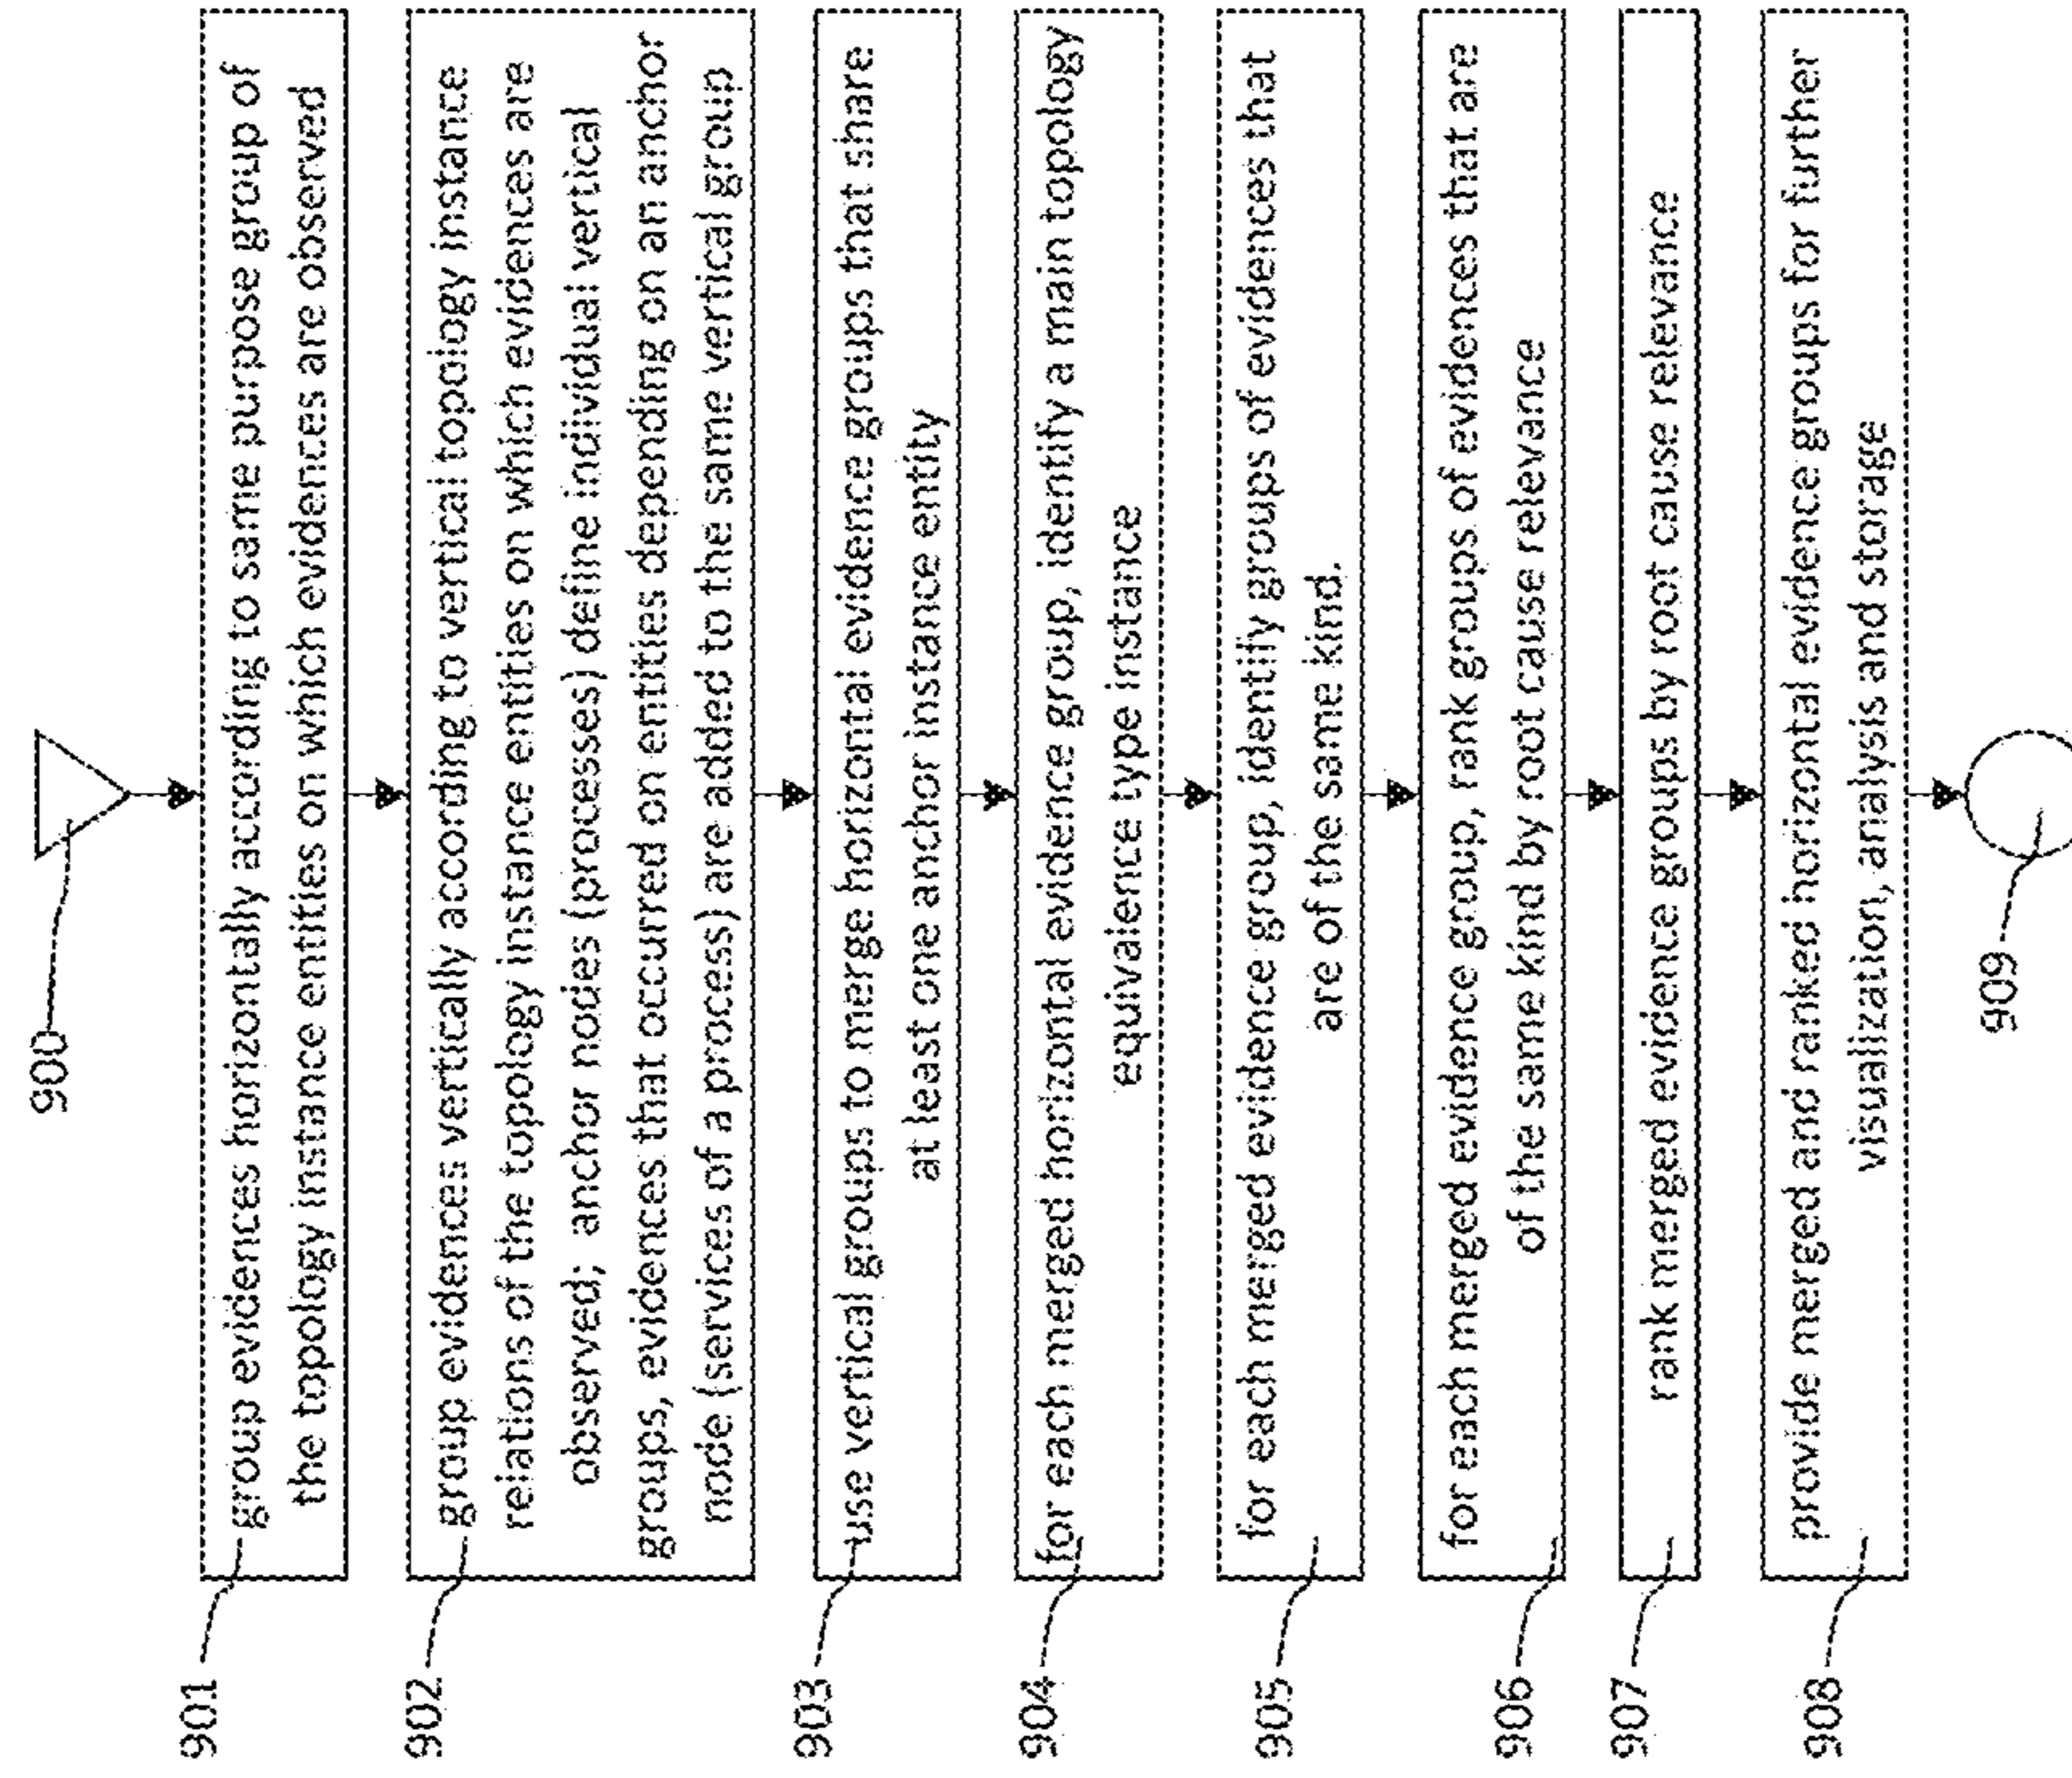 900
901
group evidences horizontally according to same purpose group of
the topology instance entities on which evidences are observed
902
group evidences vertically according to vertical topology instance
relations of the topology instance entities on which evidences are
observed; anchor nodes (processes) define individual vertical
groups, evidences that occurred on entities depending on an anchor
node (services of a process) are added to the same vertical group
903
use vertical groups to merge horizontal evidence groups that share
at least one anchor instance entity
904
for each merged horizontal evidence group, identify a main topology
equivalence type instance
905
for each merged evidence group, identify groups of evidences that
are of the same kind.
906
for each merged evidence group, rank groups of evidences that are
of the same kind by root cause relevance
907
rank merged evidence groups by root cause relevance
908
provide merged and ranked horizontal evidence groups for further
visualization, analysis and storage
909